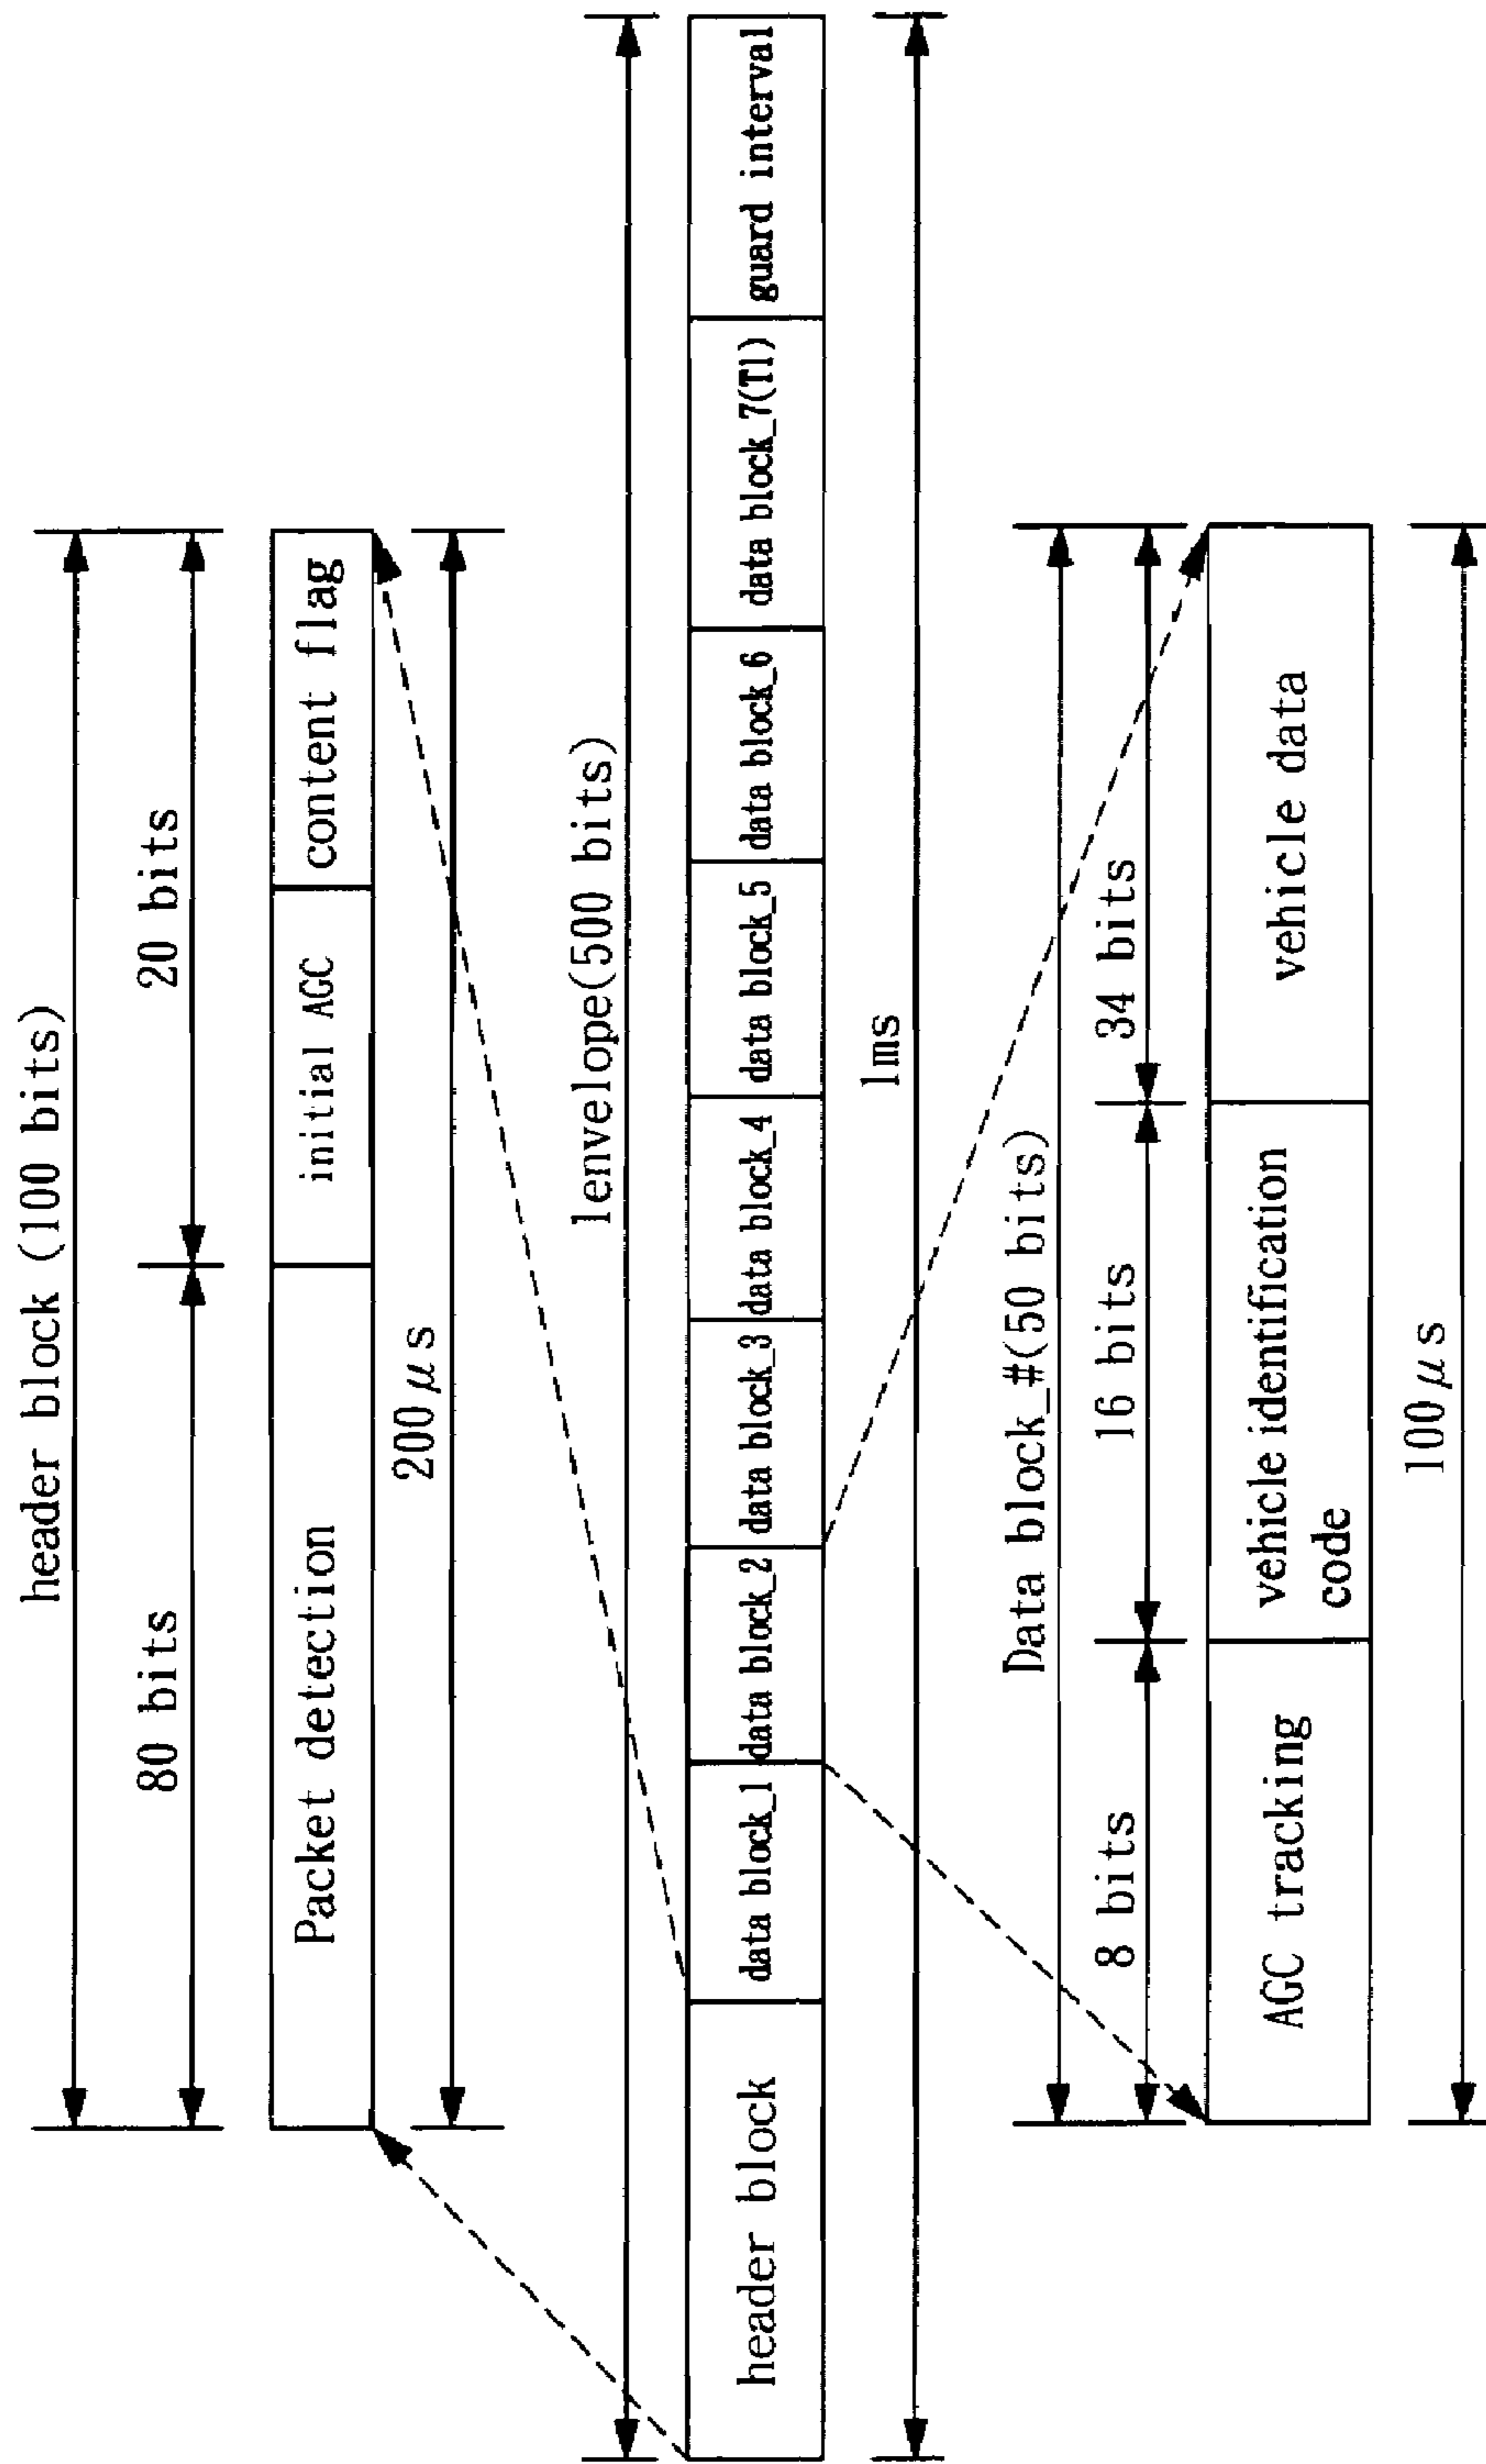 header block (100 bits)
80 bits
20 bits
Packet detection
initial AGC
content flag
200μs
1envelope(500 bits)
header block
data block_1
data block_2
data block_3
data block_4
data block_5
data block_6
data block_7(T1)
guard interval
1ms
Data block_#(50 bits)
8 bits
16 bits
34 bits
AGC tracking
vehicle identification
code
vehicle data
100μs